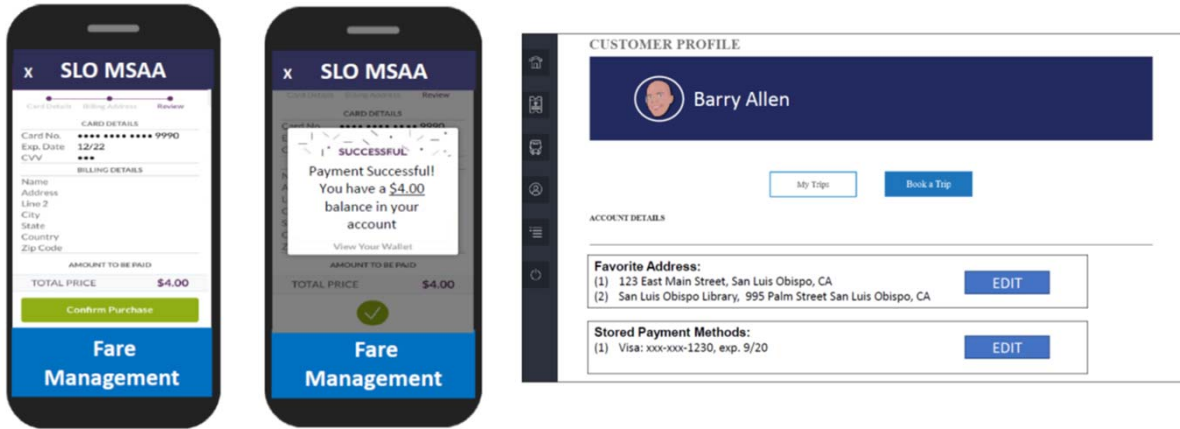 X SLO MSAA
Card Details Billing Address Review
CARD DETAILS
Card No. •••• •••• •••• 9990
Exp. Date 12/22
CVV •••
BILLING DETAILS
Name
Address
Line 2
City
State
Country
Zip Code
AMOUNT TO BE PAID
TOTAL PRICE $4.00
Confirm Purchase
Fare
Management
X SLO MSAA
Card Details Billing Address Review
CARD DETAILS
Card No. •••• •••• •••• 9990
SUCCESSFUL
Payment Successful!
You have a $4.00
balance in your
account
View Your Wallet
AMOUNT TO BE PAID
TOTAL PRICE $4.00
Fare
Management
CUSTOMER PROFILE
Barry Allen
My Trips Book a Trip
ACCOUNT DETAILS
Favorite Address:
(1) 123 East Main Street, San Luis Obispo, CA
(2) San Luis Obispo Library, 995 Palm Street San Luis Obispo, CA
EDIT
Stored Payment Methods:
(1) Visa: xxx-xxx-1230, exp. 9/20
EDIT